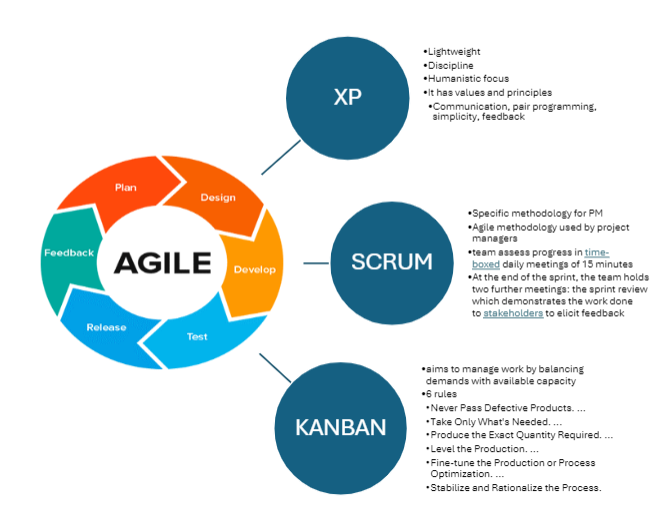 XP
•Lightweight
•Discipline
•Humanistic focus
•It has values and principles
•Communication, pair programming,
simplicity, feedback
Plan
Design
Feedback
AGILE
Develop
Release
Test
SCRUM
•Specific methodology for PM
•Agile methodology used by project
managers
•team assess progress in time-
boxed daily meetings of 15 minutes
•At the end of the sprint, the team holds
two further meetings: the sprint review
which demonstrates the work done
to stakeholders to elicit feedback
KANBAN
•aims to manage work by balancing
demands with available capacity
•6 rules
•Never Pass Defective Products. ...
•Take Only What's Needed. ...
•Produce the Exact Quantity Required. ...
•Level the Production. ...
•Fine-tune the Production or Process
Optimization. ...
•Stabilize and Rationalize the Process.